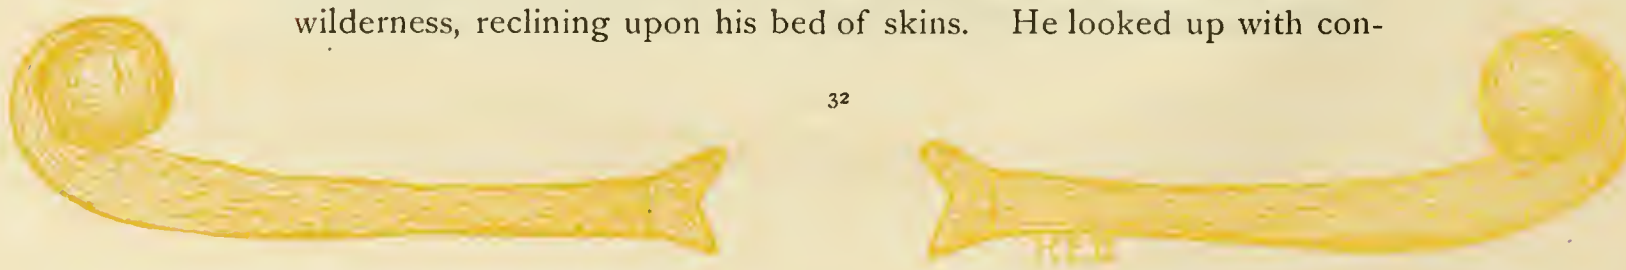 wilderness, reclining upon his bed of skins. He looked up with con-
32